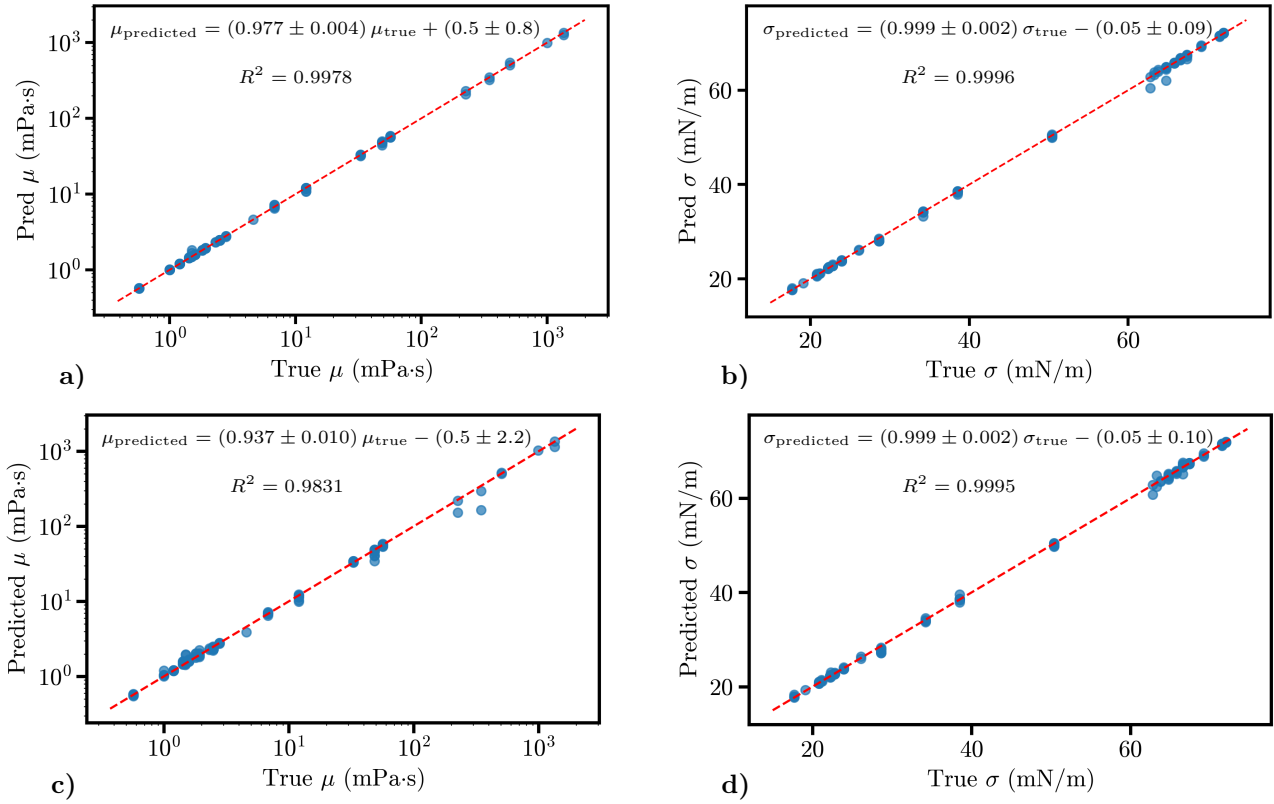 μpredicted = (0.977 ± 0.004) μtrue + (0.5 ± 0.8)
R² = 0.9978
10³
10²
10¹
10⁰
Pred μ (mPa·s)
10⁰ 10¹ 10² 10³
True μ (mPa·s)
a)
σpredicted = (0.999 ± 0.002) σtrue − (0.05 ± 0.09)
R² = 0.9996
60
40
20
Pred σ (mN/m)
20 40 60
True σ (mN/m)
b)
μpredicted = (0.937 ± 0.010) μtrue − (0.5 ± 2.2)
R² = 0.9831
10³
10²
10¹
10⁰
Predicted μ (mPa·s)
10⁰ 10¹ 10² 10³
True μ (mPa·s)
c)
σpredicted = (0.999 ± 0.002) σtrue − (0.05 ± 0.10)
R² = 0.9995
60
40
20
Predicted σ (mN/m)
20 40 60
True σ (mN/m)
d)